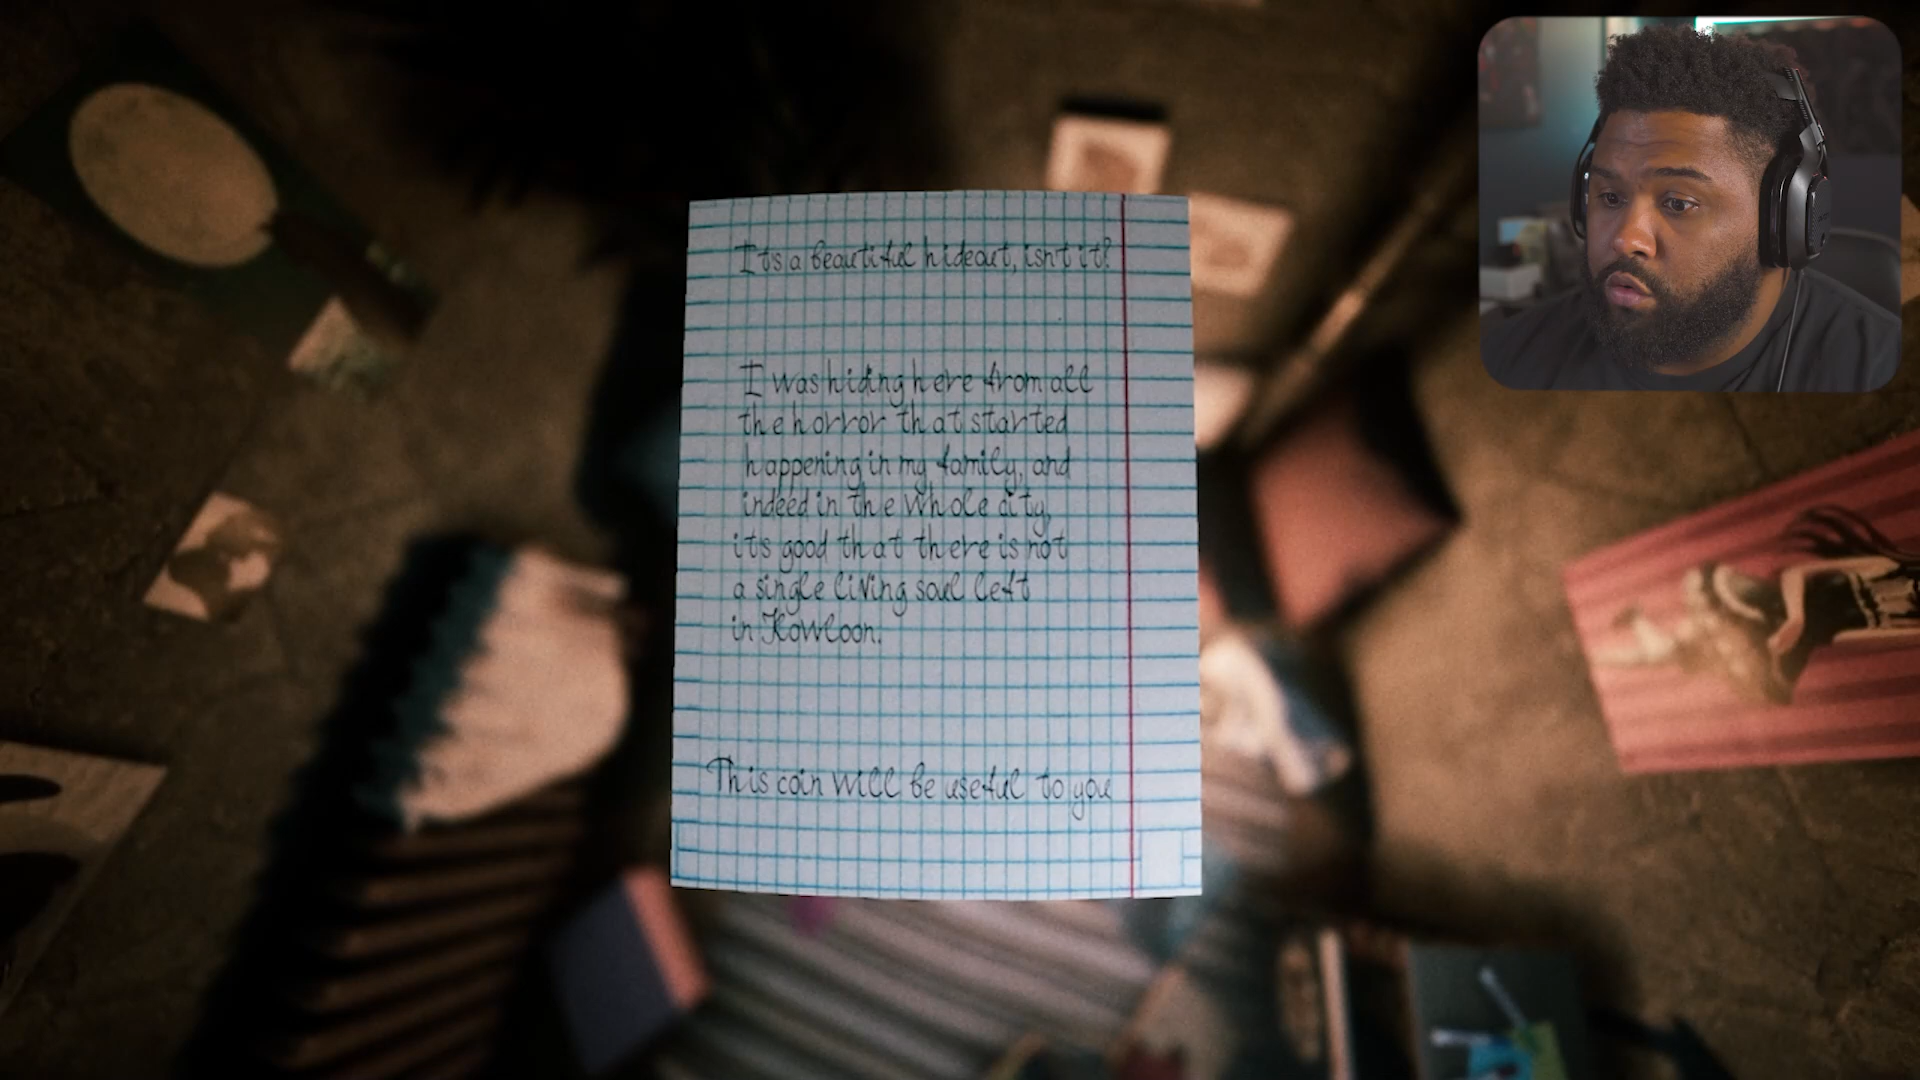 It's a beautiful hideout, isn't it?
I was hiding here from all
the horror that started
happening in my family, and
indeed in the whole city,
it's good that there is not
a single living soul left
in Kowloon.
This coin will be useful to you